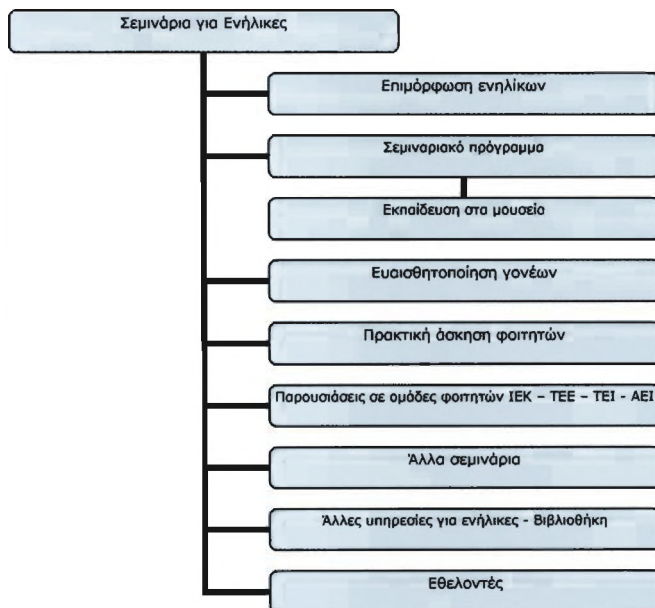 Σεμινάρια για Ενήλικες
Επιμόρφωση ενηλίκων
Σεμιναριακό πρόγραμμα
Εκπαίδευση στα μουσεία
Ευαισθητοποίηση γονέων
Πρακτική άσκηση φοιτητών
Παρουσιάσεις σε ομάδες φοιτητών ΙΕΚ – ΤΕΕ – ΤΕΙ - ΑΕΙ
Άλλα σεμινάρια
Άλλες υπηρεσίες για ενήλικες - Βιβλιοθήκη
Εθελοντές